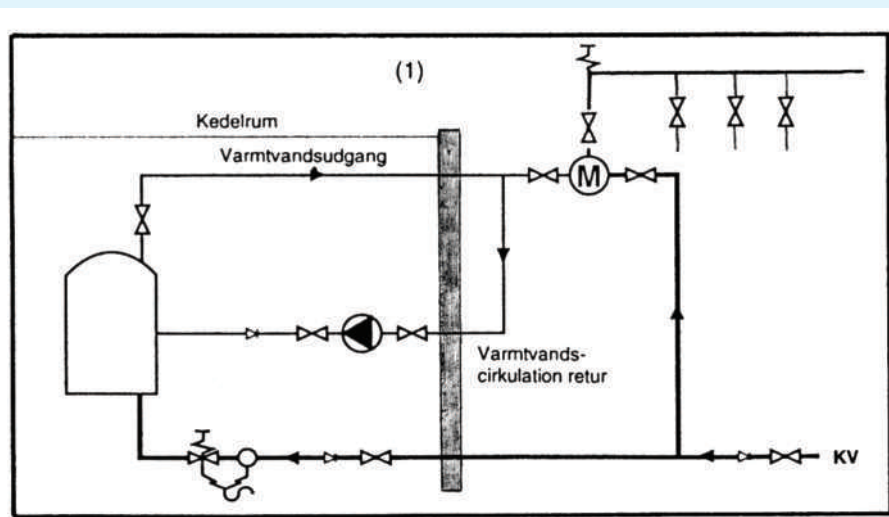 (1)
Kedelrum
Varmtvandsudgang
M
Varmtvands-
cirkulation retur
KV